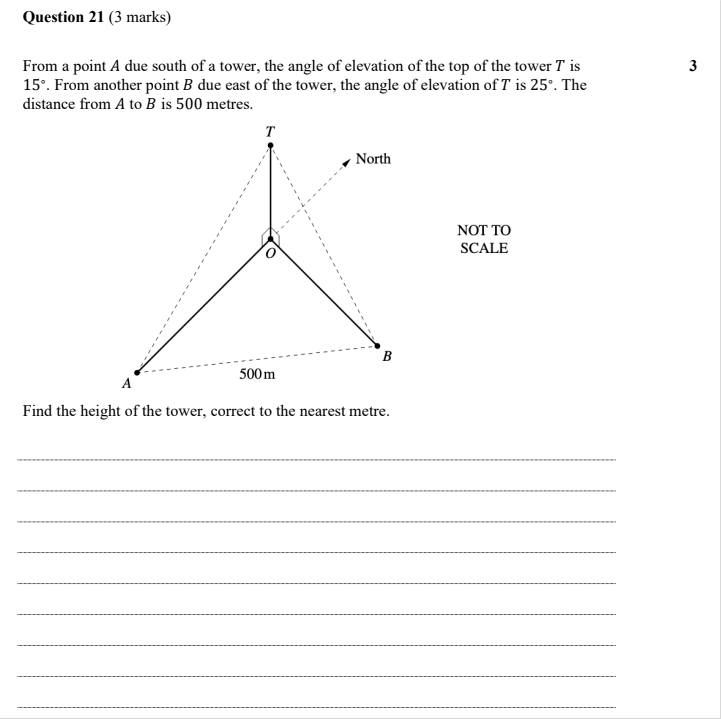 Question 21 (3 marks)
From a point A due south of a tower, the angle of elevation of the top of the tower T is
3
15°. From another point B due east of the tower, the angle of elevation of T is 25°. The
distance from A to B is 500 metres.
T
North
NOT TO
SCALE
O
B
500m
A
Find the height of the tower, correct to the nearest metre.